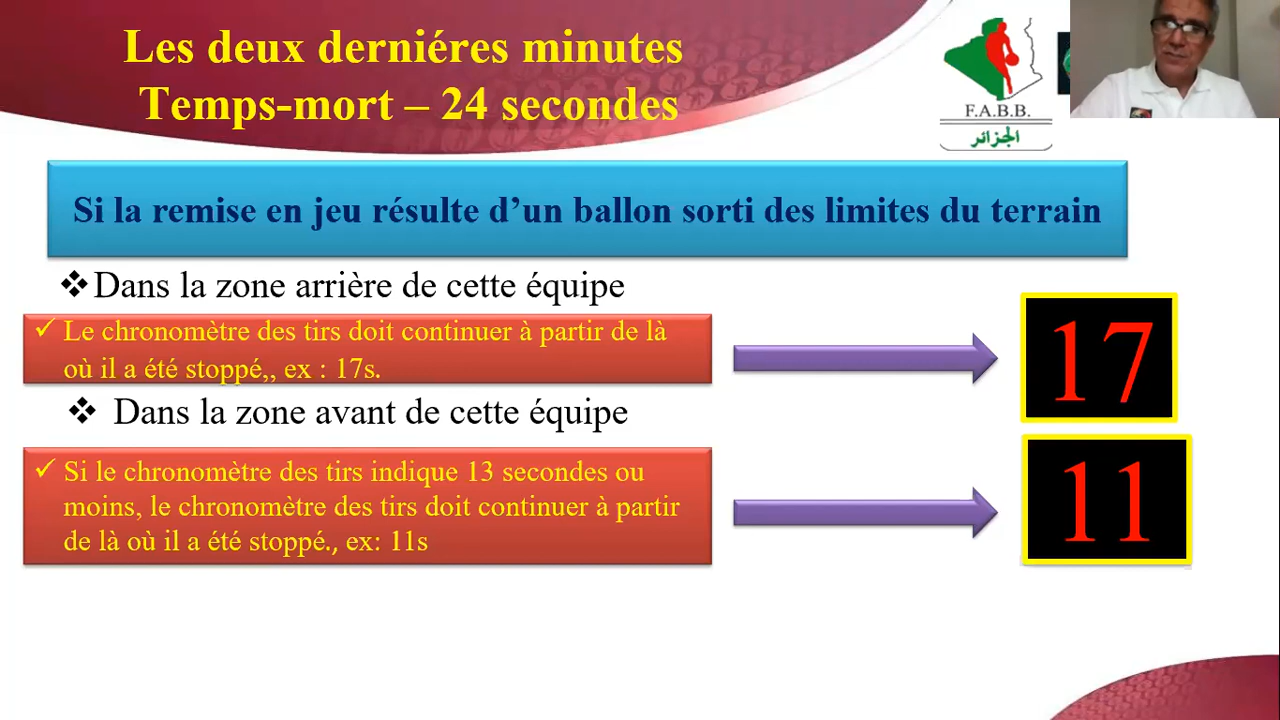 Les deux derniéres minutes
Temps-mort – 24 secondes
F.A.B.B.
الجزائر
Si la remise en jeu résulte d’un ballon sorti des limites du terrain
❖Dans la zone arrière de cette équipe
✓ Le chronomètre des tirs doit continuer à partir de là
où il a été stoppé,, ex : 17s.
17
❖ Dans la zone avant de cette équipe
✓ Si le chronomètre des tirs indique 13 secondes ou
moins, le chronomètre des tirs doit continuer à partir
de là où il a été stoppé., ex: 11s
11